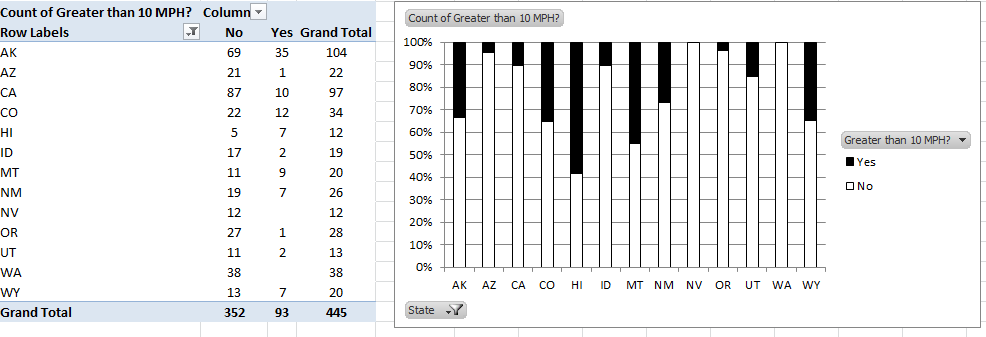 Count of Greater than 10 MPH? Column
Row Labels No Yes Grand Total
AK 69 35 104
AZ 21 1 22
CA 87 10 97
CO 22 12 34
HI 5 7 12
ID 17 2 19
MT 11 9 20
NM 19 7 26
NV 12 12
OR 27 1 28
UT 11 2 13
WA 38 38
WY 13 7 20
Grand Total 352 93 445
Count of Greater than 10 MPH?
100%
90%
80%
70%
60%
50%
40%
30%
20%
10%
0%
AK AZ CA CO HI ID MT NM NV OR UT WA WY
Greater than 10 MPH?
Yes
No
State